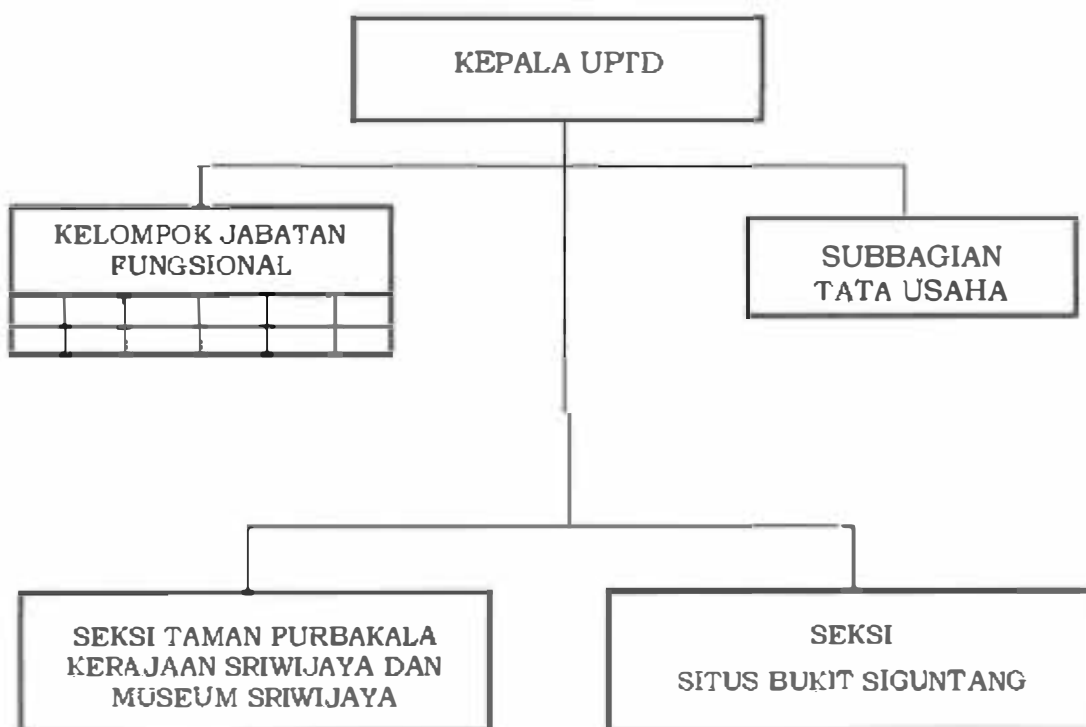 KEPALA UPTD
KELOMPOK JABATAN
FUNGSIONAL
SUBBAGIAN
TATA USAHA
SEKSI TAMAN PURBAKALA
KERAJAAN SRIWIJAYA DAN
MUSEUM SRIWIJAYA
SEKSI
SITUS BUKIT SIGUNTANG